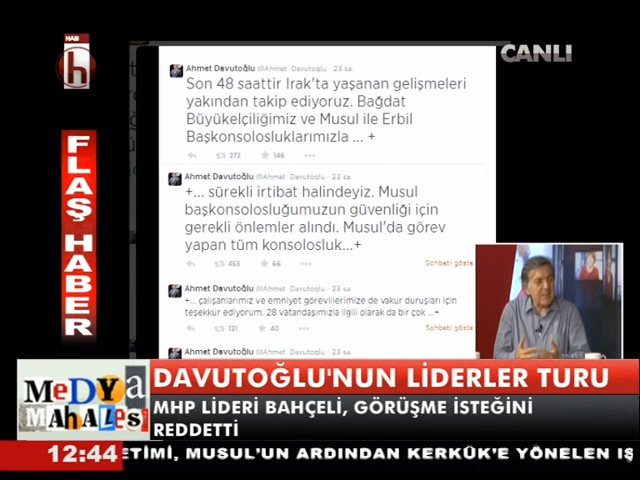 HAB
h
CANLI
FLAŞ HABER
Ahmet Davutoğlu @Ahmet_Davutoglu · 23 sa.
Son 48 saattir Irak'ta yaşanan gelişmeleri
yakından takip ediyoruz. Bağdat
Büyükelçiliğimiz ve Musul ile Erbil
Başkonsolosluklarımızla ... +
272 146
Ahmet Davutoğlu @Ahmet_Davutoglu · 23 sa.
+... sürekli irtibat halindeyiz. Musul
başkonsolosluğumuzun güvenliği için
gerekli önlemler alındı. Musul'da görev
yapan tüm konsolosluk...+
453 66 Sohbeti göste
Ahmet Davutoğlu @Ahmet_Davutoglu · 23 sa.
+... çalışanlarımız ve emniyet görevlilerimize de vakur duruşları için
teşekkür ediyorum. 28 vatandaşımızla ilgili olarak da bir çok ...+
121 40 Sohbeti göste
Ahmet Davutoğlu @Ahmet_Davutoglu · 23 sa.
MeDYa
MaHALesi
DAVUTOĞLU'NUN LİDERLER TURU
MHP LİDERİ BAHÇELİ, GÖRÜŞME İSTEĞİNİ
REDDETTİ
12:44 ETİMİ, MUSUL'UN ARDINDAN KERKÜK'E YÖNELEN IŞ